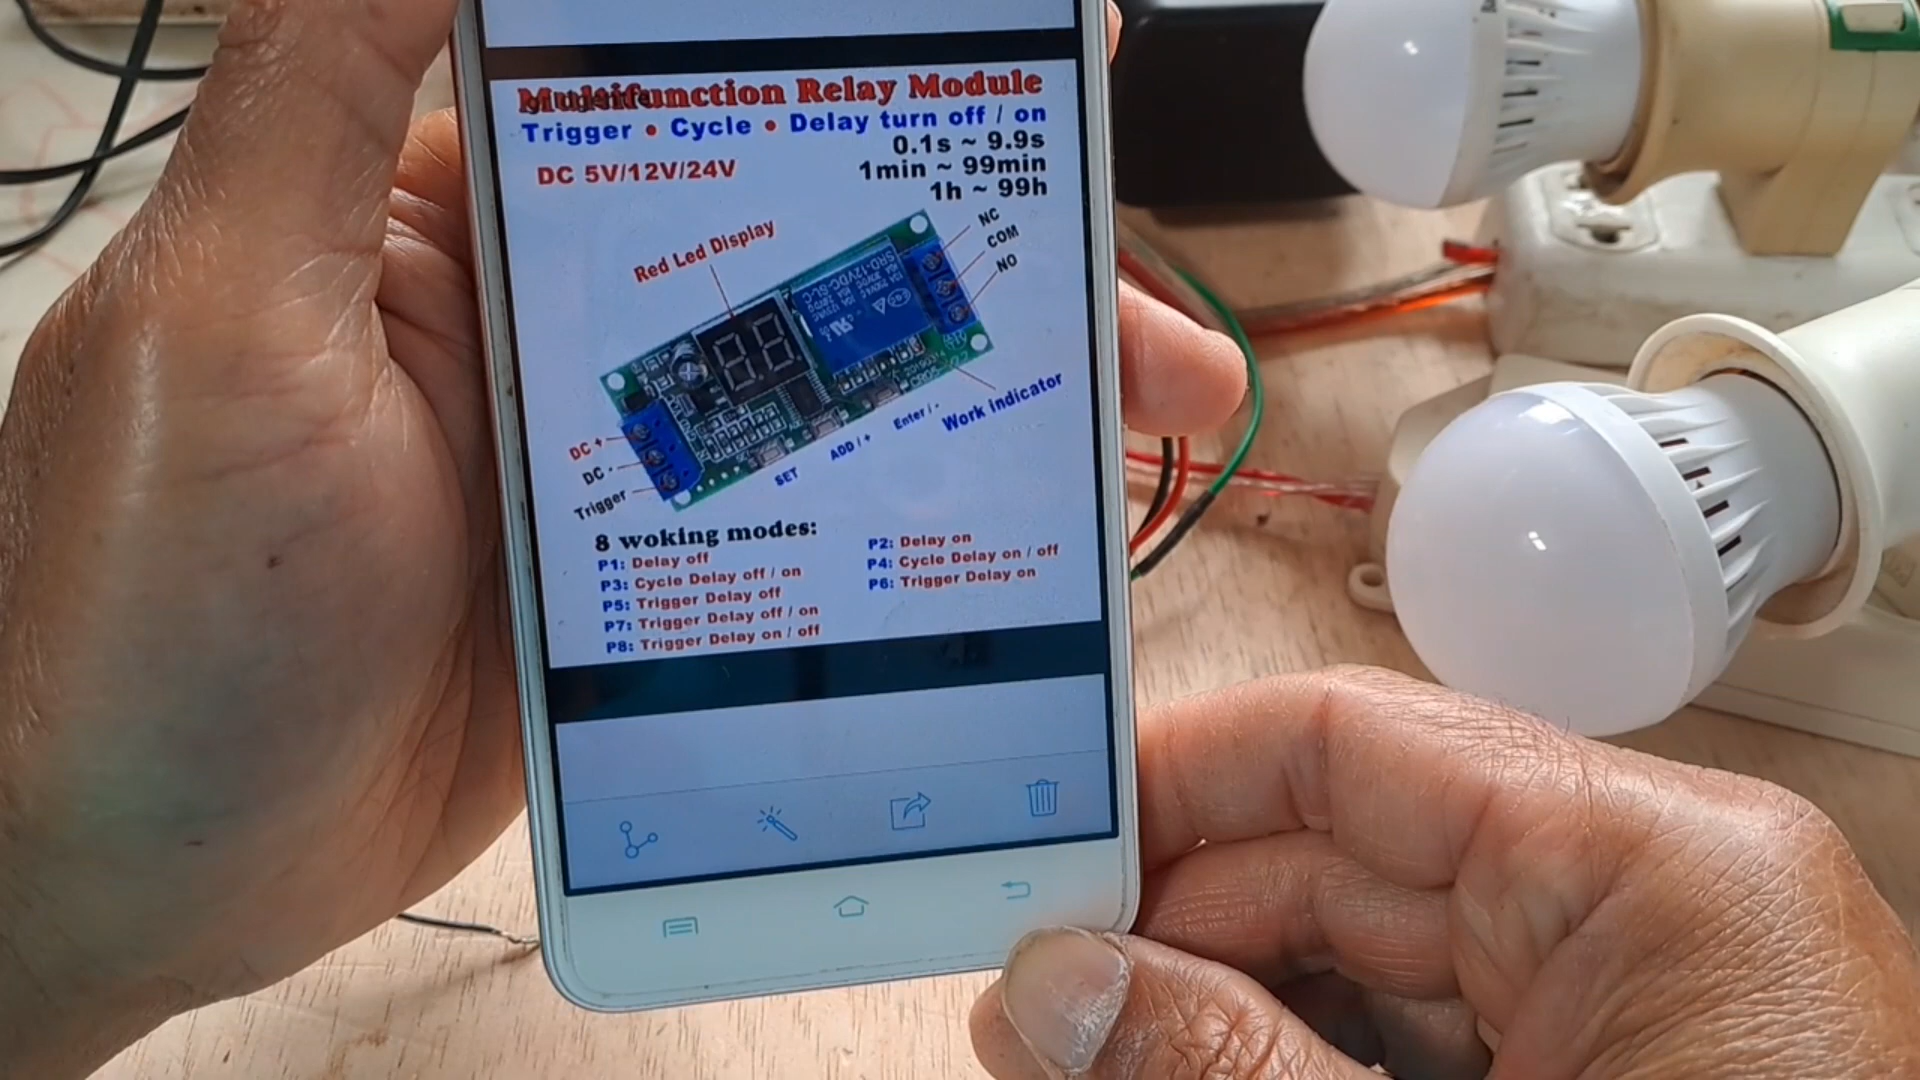 Multifunction Relay Module
Trigger • Cycle • Delay turn off / on
0.1s ~ 9.9s
DC 5V/12V/24V
1min ~ 99min
1h ~ 99h
NC
COM
NO
Red Led Display
SRD-12VDC-SL-C
DC +
DC -
Trigger
SET
ADD / +
Enter / -
Work indicator
8 woking modes:
P1: Delay off
P2: Delay on
P3: Cycle Delay off / on
P4: Cycle Delay on / off
P5: Trigger Delay off
P6: Trigger Delay on
P7: Trigger Delay off / on
P8: Trigger Delay on / off